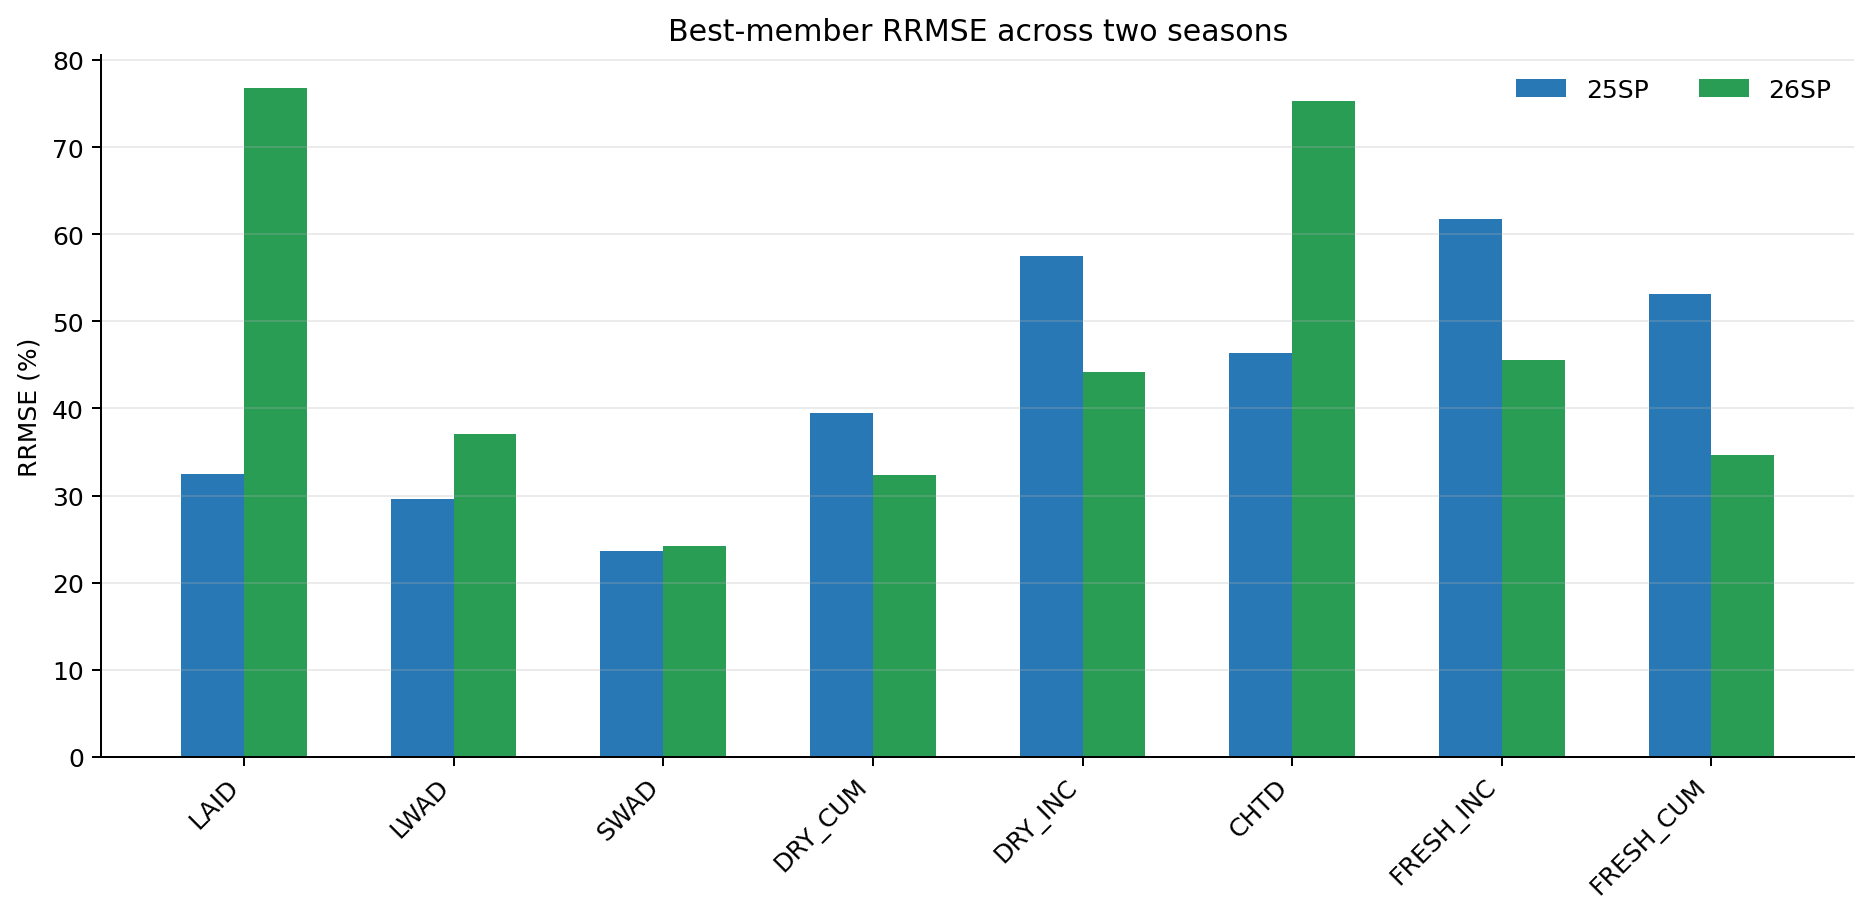 Best-member RRMSE across two seasons
25SP
26SP
RRMSE (%)
80
70
60
50
40
30
20
10
0
LAID
LWAD
SWAD
DRY_CUM
DRY_INC
CHTD
FRESH_INC
FRESH_CUM